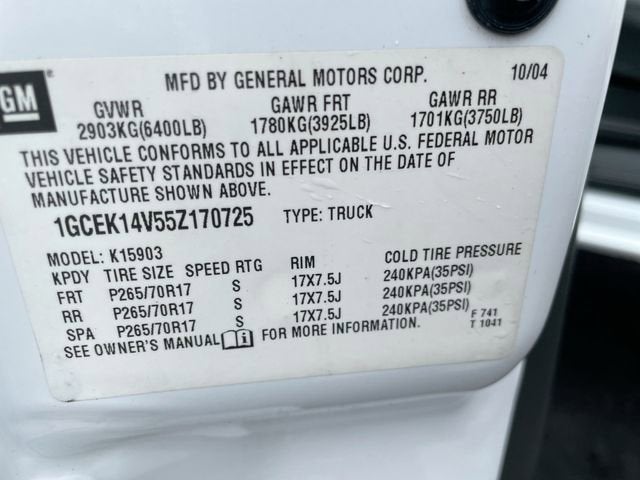 GM
MFD BY GENERAL MOTORS CORP. 10/04
GVWR GAWR FRT GAWR RR
2903KG(6400LB) 1780KG(3925LB) 1701KG(3750LB)
THIS VEHICLE CONFORMS TO ALL APPLICABLE U.S. FEDERAL MOTOR
VEHICLE SAFETY STANDARDS IN EFFECT ON THE DATE OF
MANUFACTURE SHOWN ABOVE.
1GCEK14V55Z170725 TYPE: TRUCK
MODEL: K15903
KPDY TIRE SIZE SPEED RTG RIM COLD TIRE PRESSURE
FRT P265/70R17 S 17X7.5J 240KPA(35PSI)
RR P265/70R17 S 17X7.5J 240KPA(35PSI)
SPA P265/70R17 S 17X7.5J 240KPA(35PSI)
SEE OWNER'S MANUAL FOR MORE INFORMATION.
F 741
T 1041